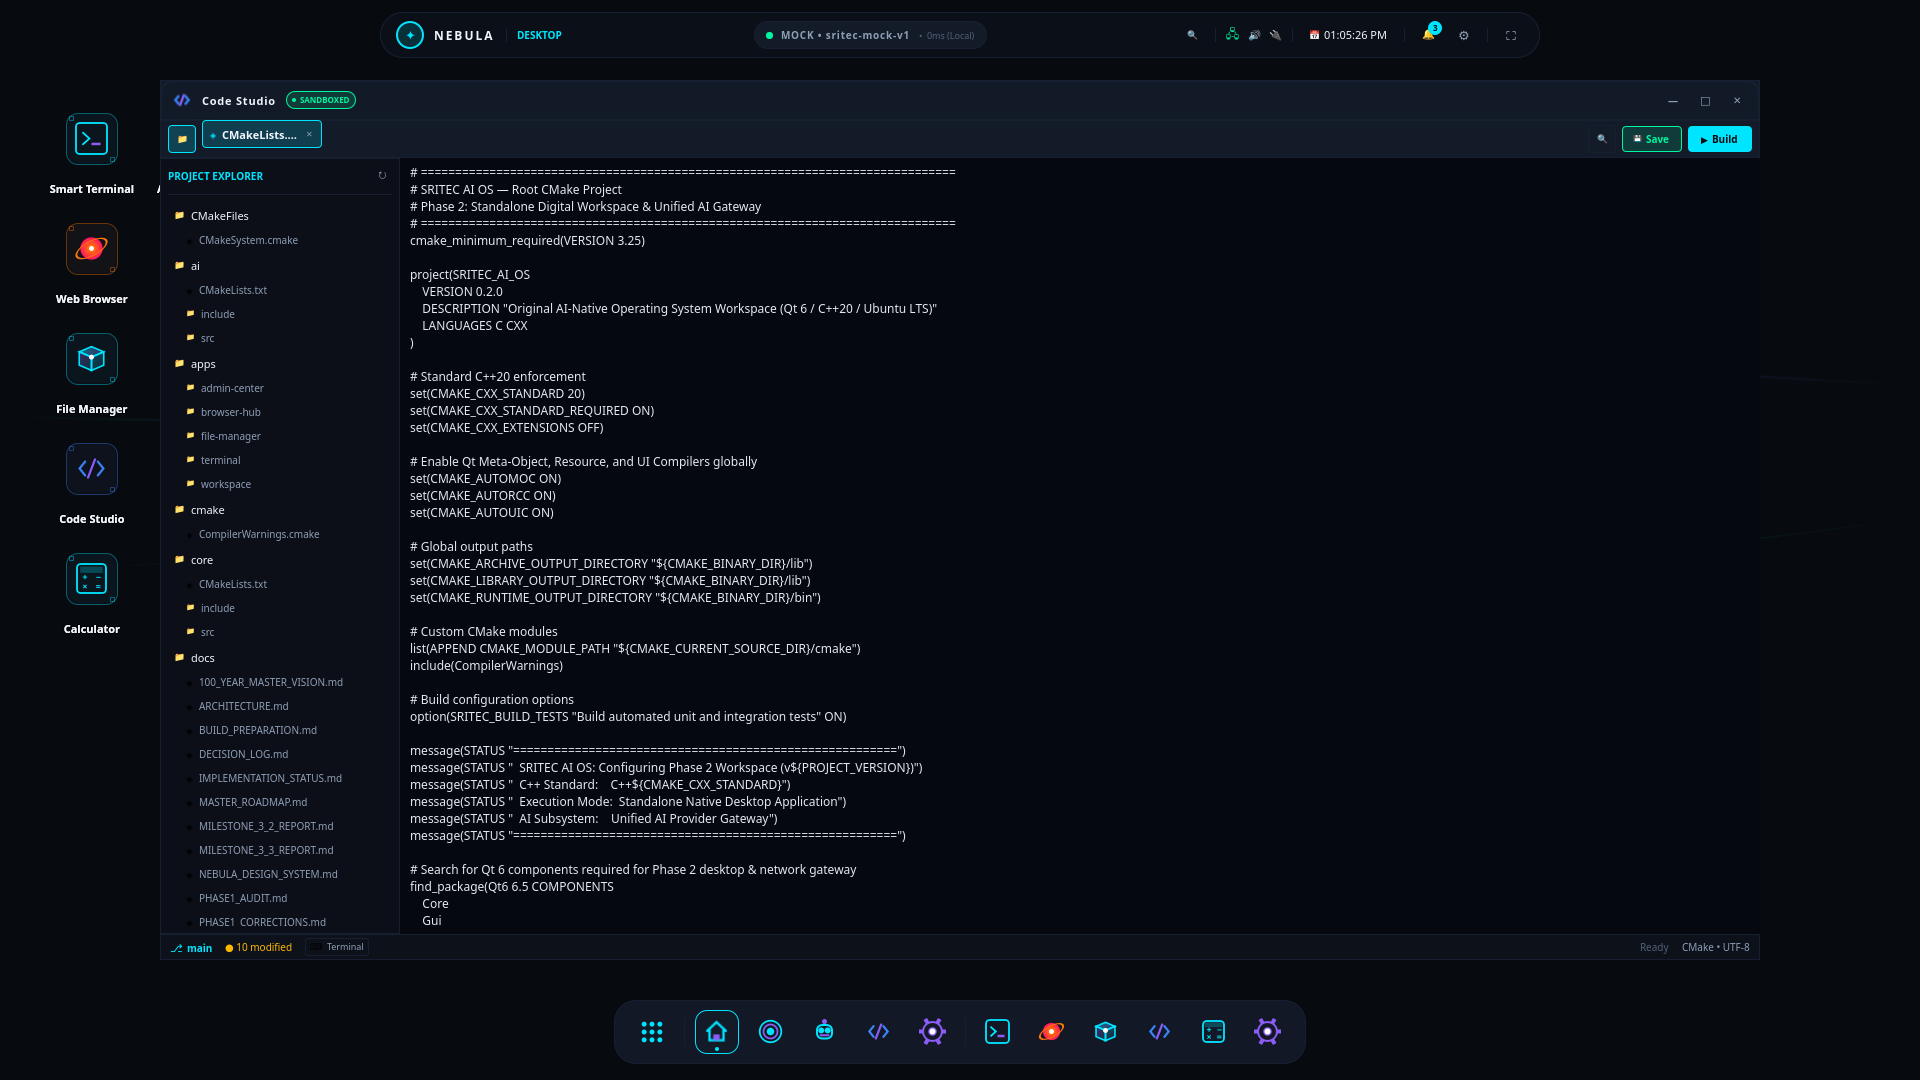 NEBULA DESKTOP MOCK • sritec-mock-v1 • 0ms (Local) 01:05:26 PM 3
Code Studio SANDBOXED
CMakeLists.... Save Build
Smart Terminal
Web Browser
File Manager
Code Studio
Calculator
PROJECT EXPLORER
CMakeFiles
CMakeSystem.cmake
ai
CMakeLists.txt
include
src
apps
admin-center
browser-hub
file-manager
terminal
workspace
cmake
CompilerWarnings.cmake
core
CMakeLists.txt
include
src
docs
100_YEAR_MASTER_VISION.md
ARCHITECTURE.md
BUILD_PREPARATION.md
DECISION_LOG.md
IMPLEMENTATION_STATUS.md
MASTER_ROADMAP.md
MILESTONE_3_2_REPORT.md
MILESTONE_3_3_REPORT.md
NEBULA_DESIGN_SYSTEM.md
PHASE1_AUDIT.md
PHASE1_CORRECTIONS.md
# ==============================================================================
# SRITEC AI OS — Root CMake Project
# Phase 2: Standalone Digital Workspace & Unified AI Gateway
# ==============================================================================
cmake_minimum_required(VERSION 3.25)
project(SRITEC_AI_OS
    VERSION 0.2.0
    DESCRIPTION "Original AI-Native Operating System Workspace (Qt 6 / C++20 / Ubuntu LTS)"
    LANGUAGES C CXX
)
# Standard C++20 enforcement
set(CMAKE_CXX_STANDARD 20)
set(CMAKE_CXX_STANDARD_REQUIRED ON)
set(CMAKE_CXX_EXTENSIONS OFF)
# Enable Qt Meta-Object, Resource, and UI Compilers globally
set(CMAKE_AUTOMOC ON)
set(CMAKE_AUTORCC ON)
set(CMAKE_AUTOUIC ON)
# Global output paths
set(CMAKE_ARCHIVE_OUTPUT_DIRECTORY "${CMAKE_BINARY_DIR}/lib")
set(CMAKE_LIBRARY_OUTPUT_DIRECTORY "${CMAKE_BINARY_DIR}/lib")
set(CMAKE_RUNTIME_OUTPUT_DIRECTORY "${CMAKE_BINARY_DIR}/bin")
# Custom CMake modules
list(APPEND CMAKE_MODULE_PATH "${CMAKE_CURRENT_SOURCE_DIR}/cmake")
include(CompilerWarnings)
# Build configuration options
option(SRITEC_BUILD_TESTS "Build automated unit and integration tests" ON)
message(STATUS "========================================================")
message(STATUS "  SRITEC AI OS: Configuring Phase 2 Workspace (v${PROJECT_VERSION})")
message(STATUS "  C++ Standard:    C++${CMAKE_CXX_STANDARD}")
message(STATUS "  Execution Mode:  Standalone Native Desktop Application")
message(STATUS "  AI Subsystem:    Unified AI Provider Gateway")
message(STATUS "========================================================")
# Search for Qt 6 components required for Phase 2 desktop & network gateway
find_package(Qt6 6.5 COMPONENTS
    Core
    Gui
main 10 modified Terminal Ready CMake • UTF-8